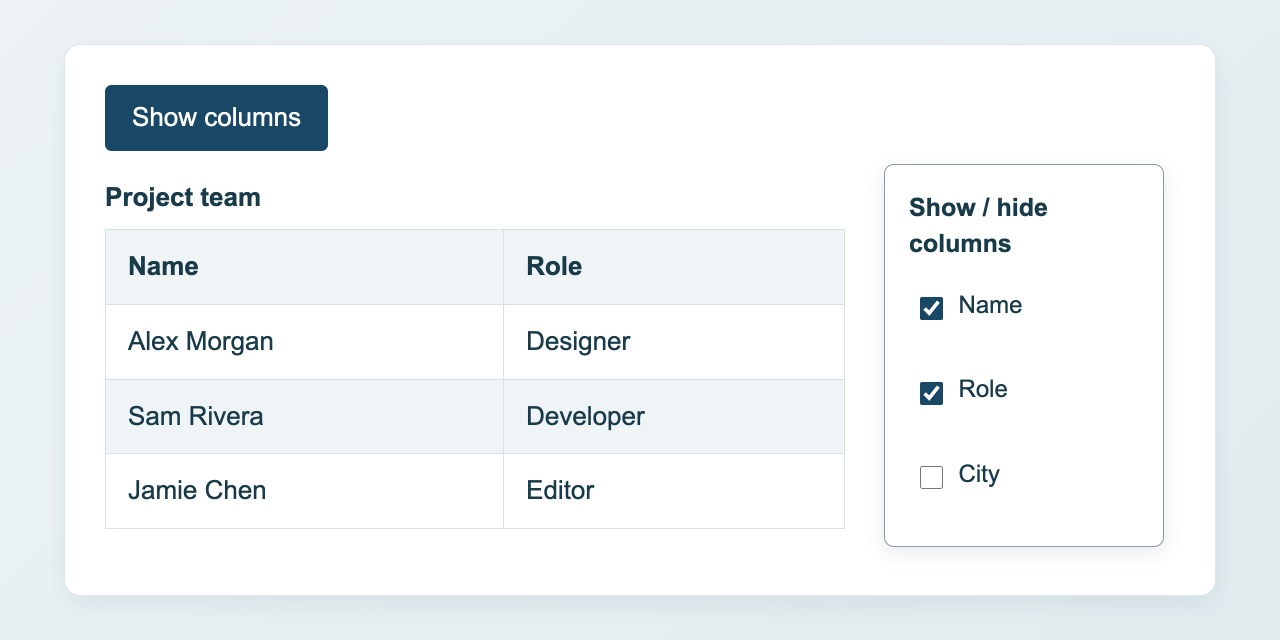 Show columns
Project team
Name Role
Alex Morgan Designer
Sam Rivera Developer
Jamie Chen Editor
Show / hide
columns
Name
Role
City